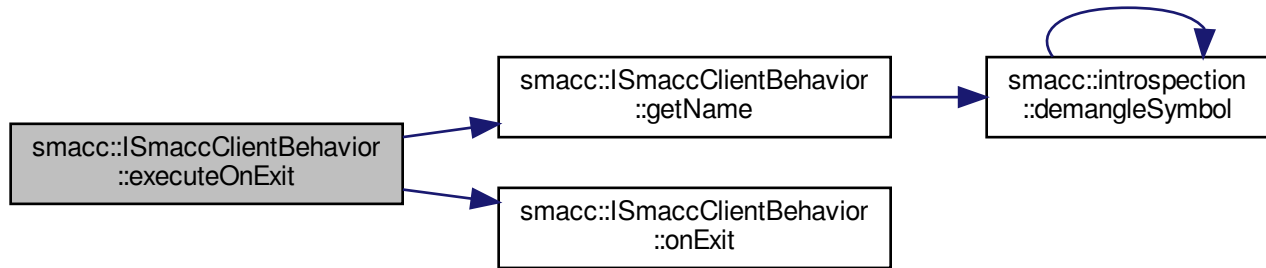 smacc::ISmaccClientBehavior
::executeOnExit
smacc::ISmaccClientBehavior
::getName
smacc::introspection
::demangleSymbol
smacc::ISmaccClientBehavior
::onExit